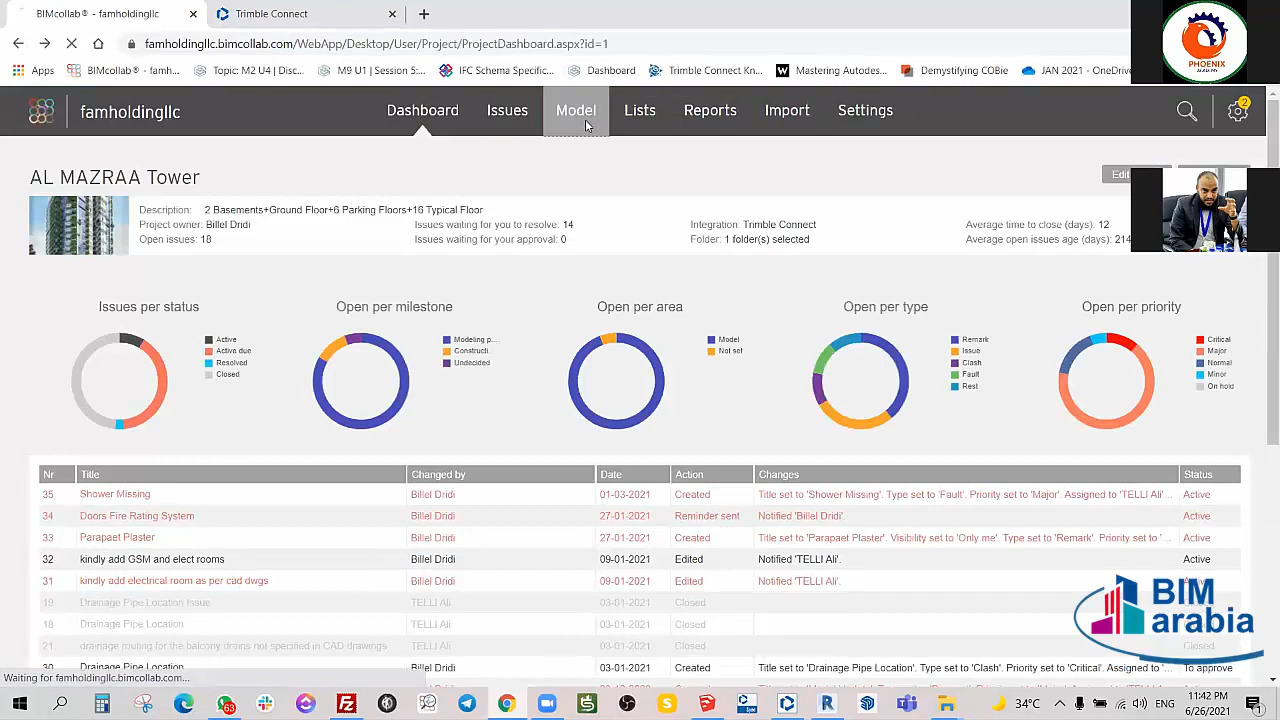 BIMcollab® - famholdingllc
Trimble Connect
famholdingllc.bimcollab.com/WebApp/Desktop/User/Project/ProjectDashboard.aspx?id=1
Apps BIMcollab® - famh... Topic: M2 U4 | Disc... M9 U1 | Session 5:... IFC Schema Specific... Dashboard Trimble Connect Kn... Mastering Autodes... Demystifying COBie JAN 2021 - OneDriv
PHOENIX
ACADEMY
famholdingllc Dashboard Issues Model Lists Reports Import Settings 2
AL MAZRAA Tower
Edit
Description: 2 Basements+Ground Floor+6 Parking Floors+16 Typical Floor
Project owner: Billel Dridi Issues waiting for you to resolve: 14 Integration: Trimble Connect Average time to close (days): 12
Open issues: 18 Issues waiting for your approval: 0 Folder: 1 folder(s) selected Average open issues age (days): 214
Issues per status
Active
Active due
Resolved
Closed
Open per milestone
Modeling p....
Constructi...
Undecided
Open per area
Model
Not set
Open per type
Remark
Issue
Clash
Fault
Rest
Open per priority
Critical
Major
Normal
Minor
On hold
Nr Title Changed by Date Action Changes Status
35 Shower Missing Billel Dridi 01-03-2021 Created Title set to 'Shower Missing'. Type set to 'Fault'. Priority set to 'Major'. Assigned to 'TELLI Ali'... Active
34 Doors Fire Rating System Billel Dridi 27-01-2021 Reminder sent Notified 'Billel Dridi'. Active
33 Parapaet Plaster Billel Dridi 27-01-2021 Created Title set to 'Parapaet Plaster'. Visibility set to 'Only me'. Type set to 'Remark'. Priority set to '... Active
32 kindly add GSM and elect rooms Billel Dridi 09-01-2021 Edited Notified 'TELLI Ali'. Active
31 kindly add electrical room as per cad dwgs Billel Dridi 09-01-2021 Edited Notified 'TELLI Ali'.
19 Drainage Pipe Location Issue TELLI Ali 03-01-2021 Closed
18 Drainage Pipe Location TELLI Ali 03-01-2021 Closed
21 drainage routing for the balcony drains not specified in CAD drawings TELLI Ali 03-01-2021 Closed Closed
30 Drainage Pipe Location Billel Dridi 03-01-2021 Created Title set to 'Drainage Pipe Location'. Type set to 'Clash'. Priority set to 'Critical'. Assigned to '... To approve
BIM
arabia
Waiting for famholdingllc.bimcollab.com...
63
34°C ENG 11:42 PM
6/26/2021
1